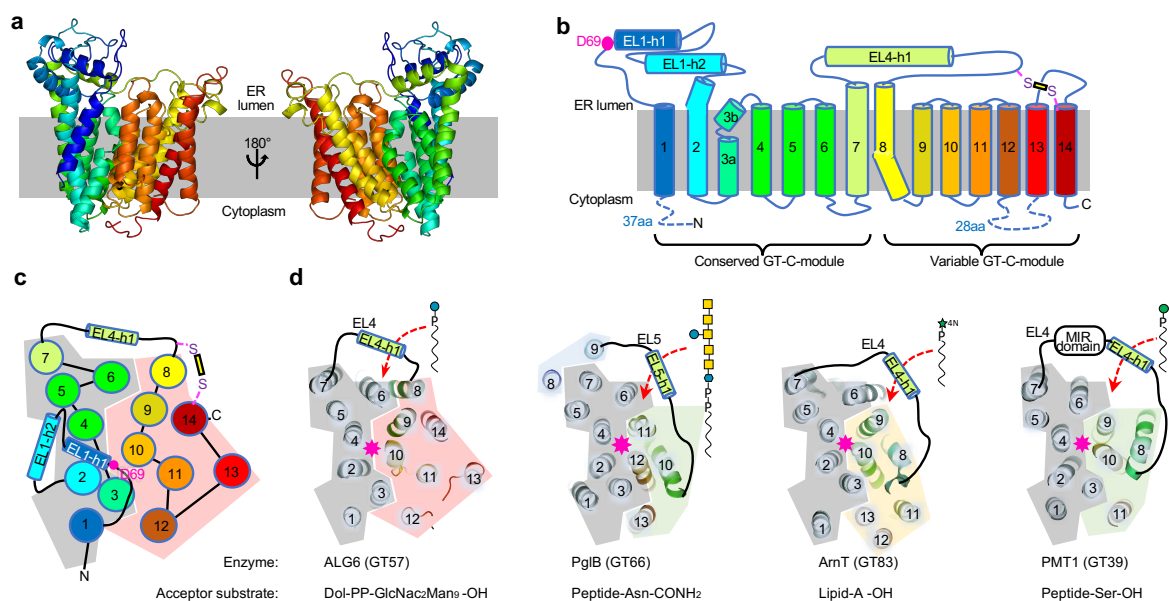 a
ER
lumen
180°
Cytoplasm
b
D69
EL1-h1
EL1-h2
EL4-h1
S
S
ER lumen
3b
1
2
3a
4
5
6
7
8
9
10
11
12
13
14
Cytoplasm
37aa
N
28aa
C
Conserved GT-C-module
Variable GT-C-module
c
EL4-h1
S
S
7
6
8
5
9
14
C
4
EL1-h2
EL1-h1
D69
10
2
3
11
13
1
12
N
d
EL4
EL4-h1
P
7
6
8
5
9
14
4
10
2
11
13
3
1
12
EL5
EL5-h1
P
P
9
8
7
6
5
11
4
12
10
2
3
1
13
4N
P
EL4
EL4-h1
7
6
5
9
4
10
8
2
3
11
1
13
12
P
EL4
MIR
domain
EL4-h1
7
6
5
9
4
10
8
2
3
1
11
Enzyme:
ALG6 (GT57)
PglB (GT66)
ArnT (GT83)
PMT1 (GT39)
Acceptor substrate:
Dol-PP-GlcNac₂Man₉ -OH
Peptide-Asn-CONH₂
Lipid-A -OH
Peptide-Ser-OH